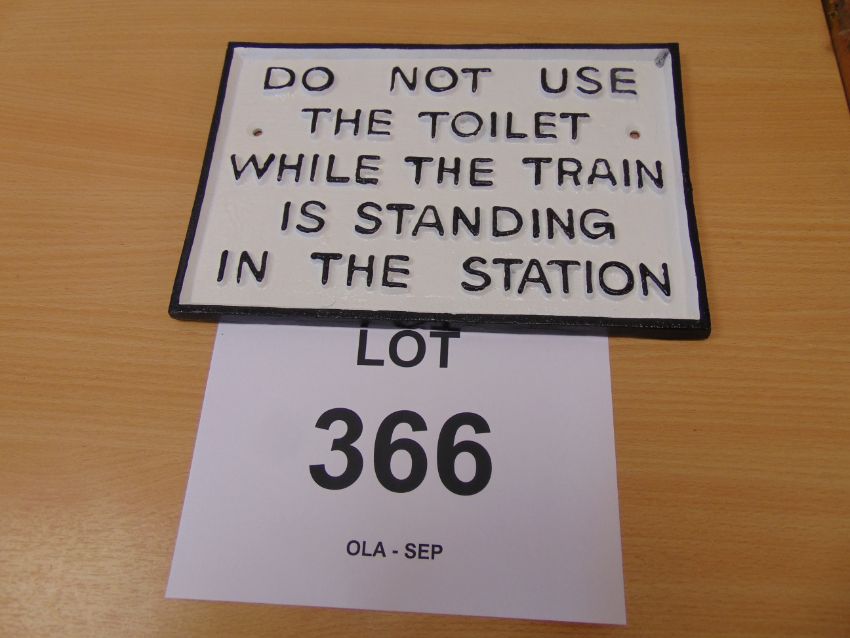 DO NOT USE
THE TOILET
WHILE THE TRAIN
IS STANDING
IN THE STATION
LOT
366
OLA - SEP